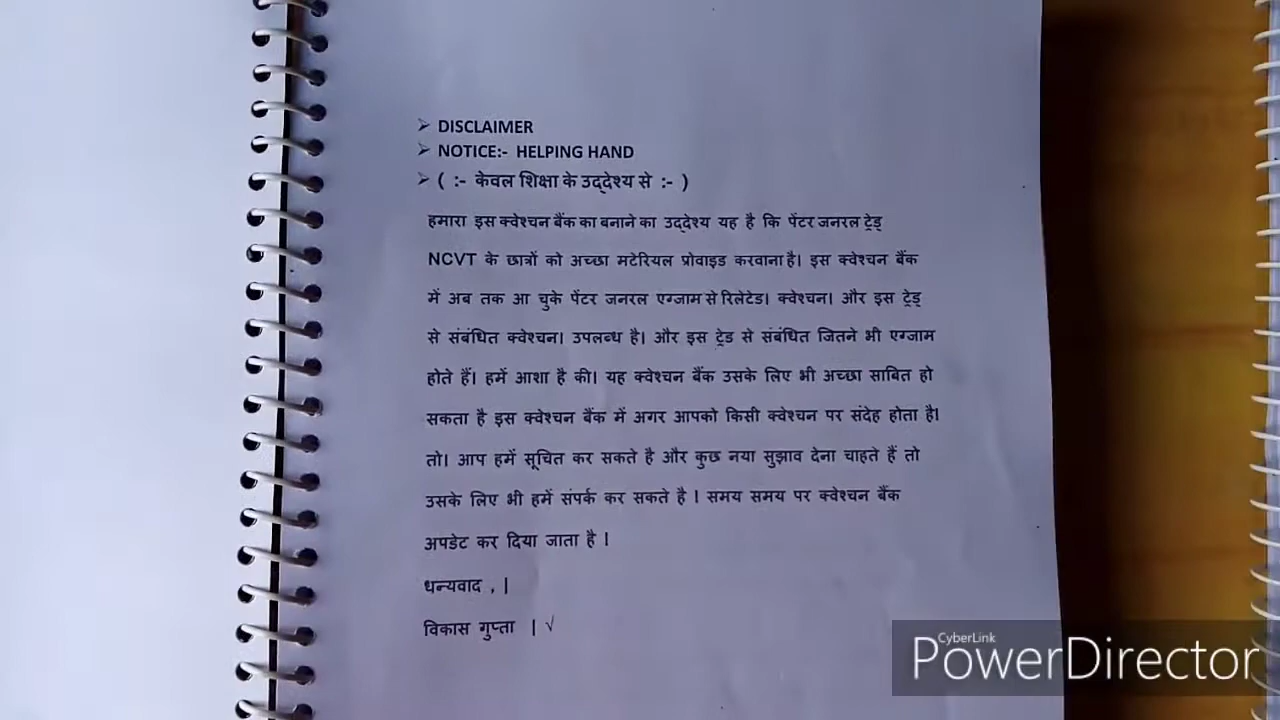 ➢ DISCLAIMER
➢ NOTICE:- HELPING HAND
➢ ( :- केवल शिक्षा के उद्देश्य से :- )
हमारा इस क्वेश्चन बैंक का बनाने का उद्देश्य यह है कि पेंटर जनरल ट्रेड्
NCVT के छात्रों को अच्छा मटेरियल प्रोवाइड करवाना है। इस क्वेश्चन बैंक
में अब तक आ चुके पेंटर जनरल एग्जाम से रिलेटेड। क्वेश्चन। और इस ट्रेड्
से संबंधित क्वेश्चन। उपलब्ध है। और इस ट्रेड से संबंधित जितने भी एग्जाम
होते हैं। हमें आशा है की। यह क्वेश्चन बैंक उसके लिए भी अच्छा साबित हो
सकता है इस क्वेश्चन बैंक में अगर आपको किसी क्वेश्चन पर संदेह होता है।
तो। आप हमें सूचित कर सकते है और कुछ नया सुझाव देना चाहते हैं तो
उसके लिए भी हमें संपर्क कर सकते है । समय समय पर क्वेश्चन बैंक
अपडेट कर दिया जाता है ।
धन्यवाद , |
विकास गुप्ता | √
CyberLink
PowerDirector